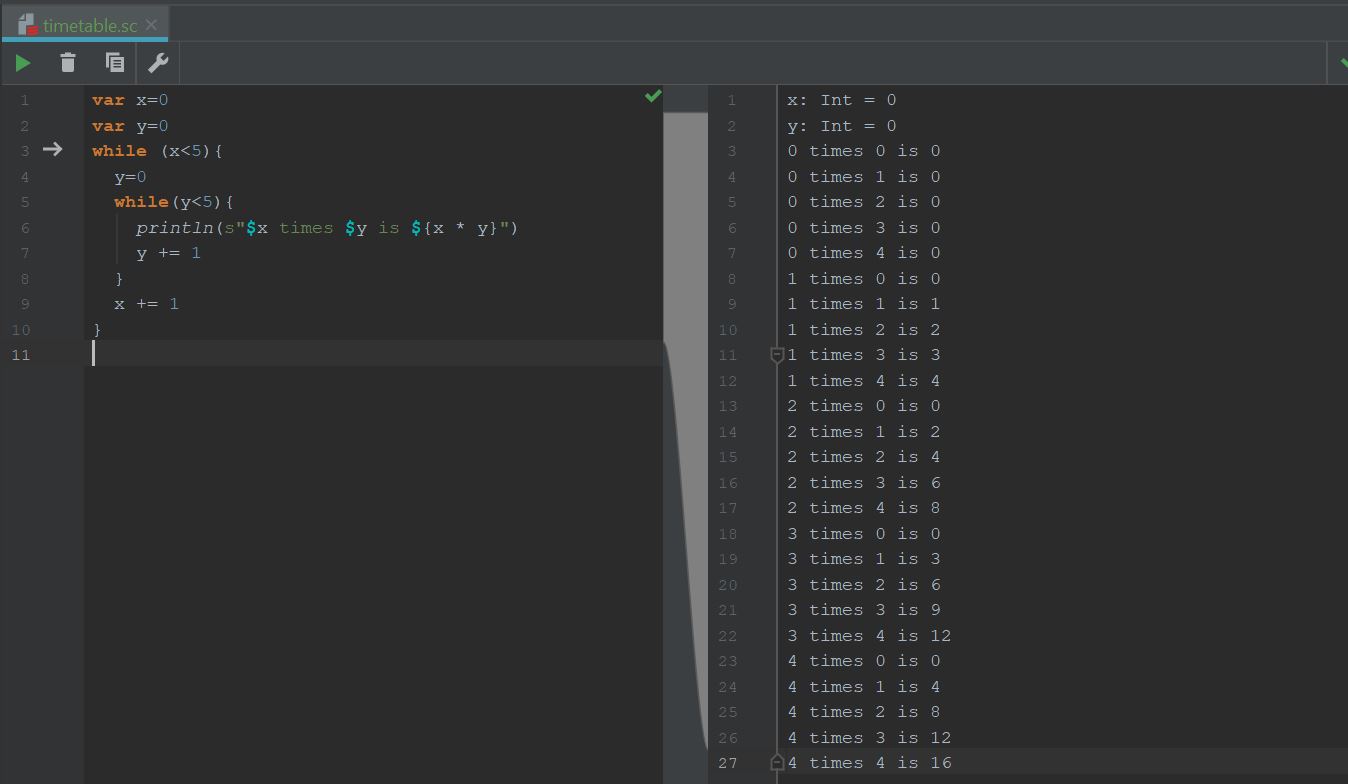 timetable.sc
1 var x=0
2 var y=0
3 while (x<5){
4   y=0
5   while(y<5){
6     println(s"$x times $y is ${x * y}")
7     y += 1
8   }
9   x += 1
10 }
11
1 x: Int = 0
2 y: Int = 0
3 0 times 0 is 0
4 0 times 1 is 0
5 0 times 2 is 0
6 0 times 3 is 0
7 0 times 4 is 0
8 1 times 0 is 0
9 1 times 1 is 1
10 1 times 2 is 2
11 1 times 3 is 3
12 1 times 4 is 4
13 2 times 0 is 0
14 2 times 1 is 2
15 2 times 2 is 4
16 2 times 3 is 6
17 2 times 4 is 8
18 3 times 0 is 0
19 3 times 1 is 3
20 3 times 2 is 6
21 3 times 3 is 9
22 3 times 4 is 12
23 4 times 0 is 0
24 4 times 1 is 4
25 4 times 2 is 8
26 4 times 3 is 12
27 4 times 4 is 16